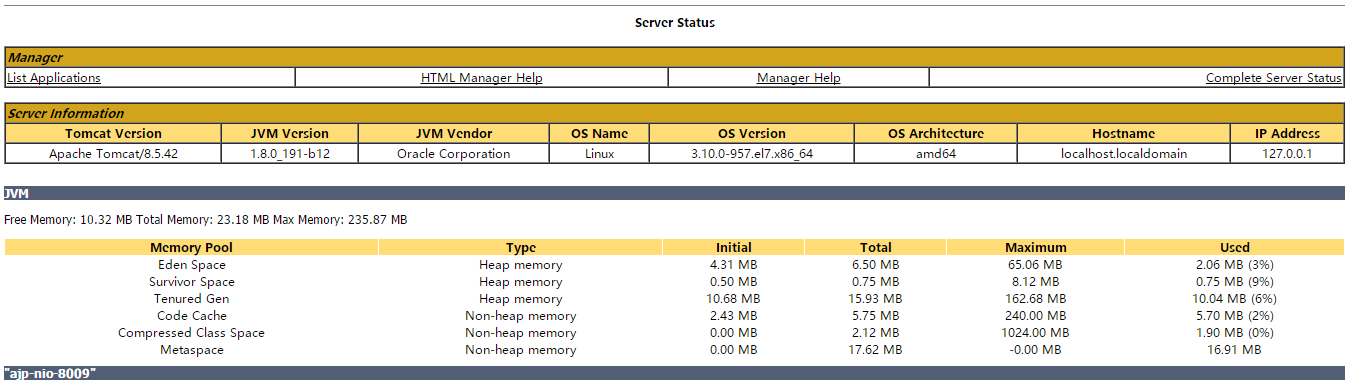 Server Status
Manager
List Applications HTML Manager Help Manager Help Complete Server Status
Server Information
Tomcat Version JVM Version JVM Vendor OS Name OS Version OS Architecture Hostname IP Address
Apache Tomcat/8.5.42 1.8.0_191-b12 Oracle Corporation Linux 3.10.0-957.el7.x86_64 amd64 localhost.localdomain 127.0.0.1
JVM
Free Memory: 10.32 MB Total Memory: 23.18 MB Max Memory: 235.87 MB
Memory Pool Type Initial Total Maximum Used
Eden Space Heap memory 4.31 MB 6.50 MB 65.06 MB 2.06 MB (3%)
Survivor Space Heap memory 0.50 MB 0.75 MB 8.12 MB 0.75 MB (9%)
Tenured Gen Heap memory 10.68 MB 15.93 MB 162.68 MB 10.04 MB (6%)
Code Cache Non-heap memory 2.43 MB 5.75 MB 240.00 MB 5.70 MB (2%)
Compressed Class Space Non-heap memory 0.00 MB 2.12 MB 1024.00 MB 1.90 MB (0%)
Metaspace Non-heap memory 0.00 MB 17.62 MB -0.00 MB 16.91 MB
"ajp-nio-8009"